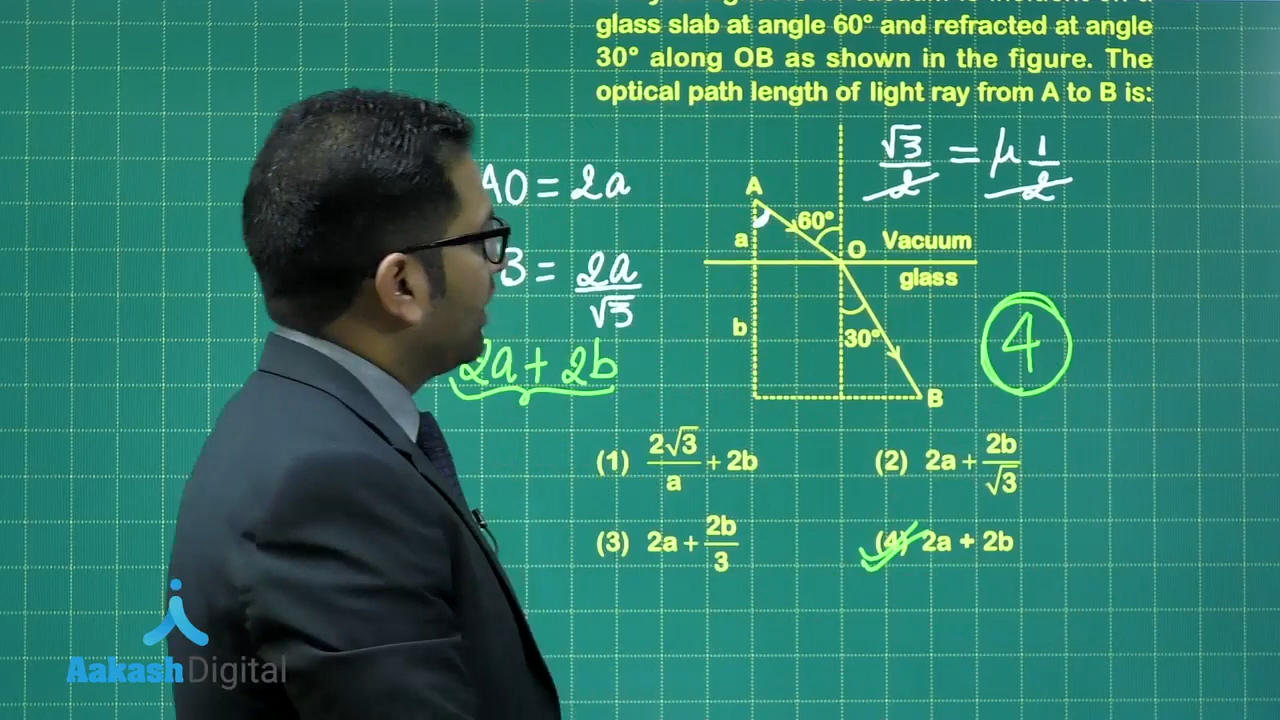 glass slab at angle 60° and refracted at angle
30° along OB as shown in the figure. The
optical path length of light ray from A to B is:
√3/2 = μ 1/2
AO = 2a
A
60°
a
O
Vacuum
glass
= 2a/√3
b
30°
4
2a + 2b
B
(1) 2√3/a + 2b
(2) 2a + 2b/√3
(3) 2a + 2b/3
(4) 2a + 2b
Aakash Digital